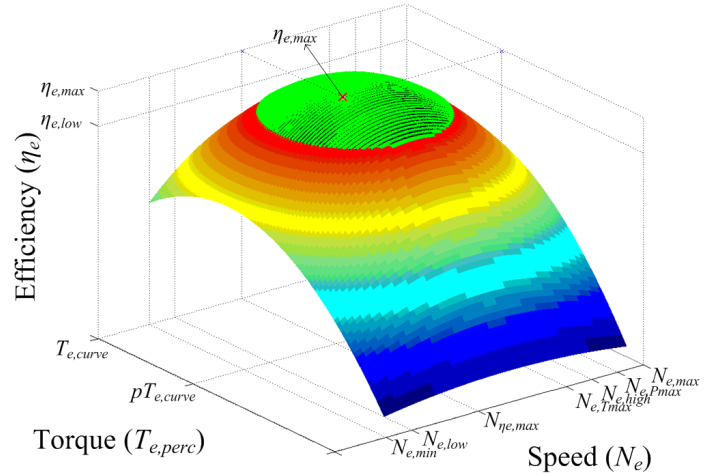 η_{e,max}
η_{e,max}
η_{e,low}
Efficiency (η_e)
T_{e,curve}
pT_{e,curve}
Torque (T_{e,perc})
N_{e,min}
N_{e,low}
N_{ηe,max}
N_{e,Tmax}
N_{e,high}
N_{e,Pmax}
N_{e,max}
Speed (N_e)